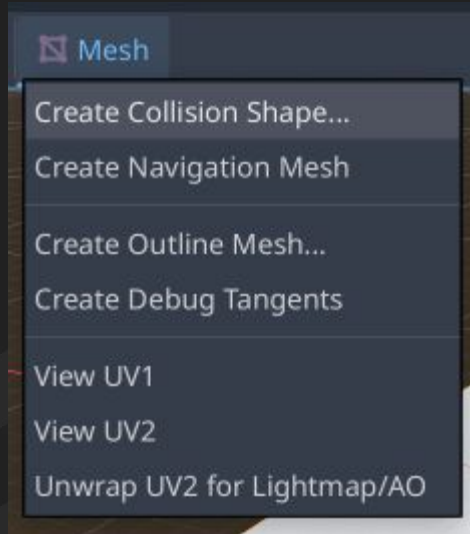 Mesh
Create Collision Shape...
Create Navigation Mesh
Create Outline Mesh...
Create Debug Tangents
View UV1
View UV2
Unwrap UV2 for Lightmap/AO